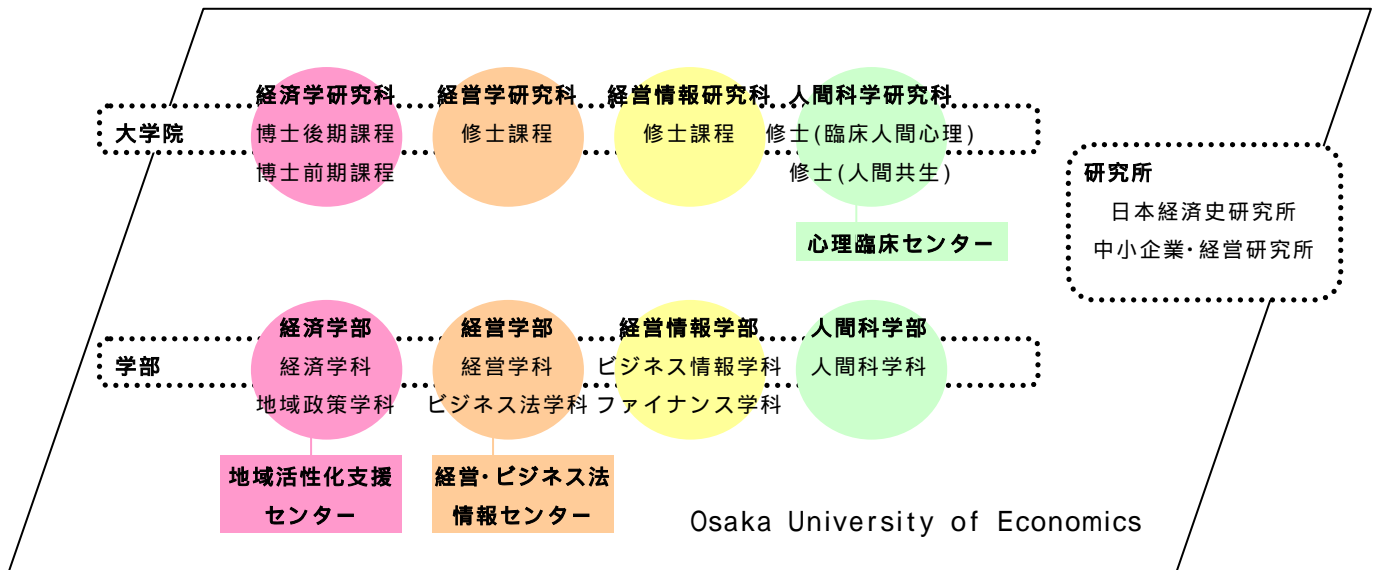 大学院
経済学研究科
博士後期課程
博士前期課程
経営学研究科
修士課程
経営情報研究科
修士課程
人間科学研究科
修士(臨床人間心理)
修士(人間共生)
心理臨床センター
研究所
日本経済史研究所
中小企業・経営研究所
学部
経済学部
経済学科
地域政策学科
地域活性化支援
センター
経営学部
経営学科
ビジネス法学科
経営・ビジネス法
情報センター
経営情報学部
ビジネス情報学科
ファイナンス学科
人間科学部
人間科学科
Osaka University of Economics